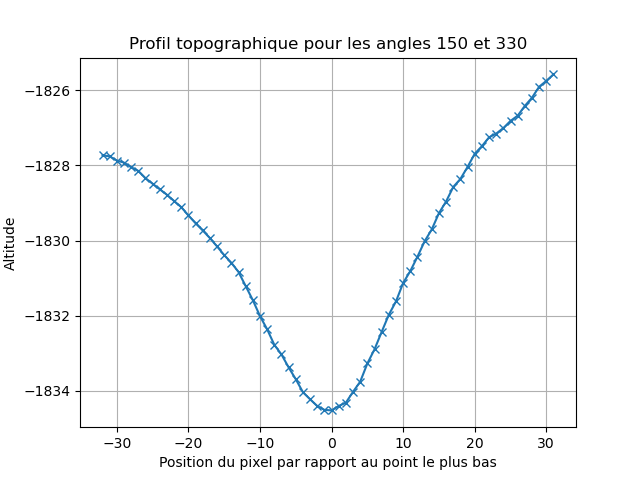 Profil topographique pour les angles 150 et 330
−1826
−1828
−1830
−1832
−1834
Altitude
−30 −20 −10 0 10 20 30
Position du pixel par rapport au point le plus bas